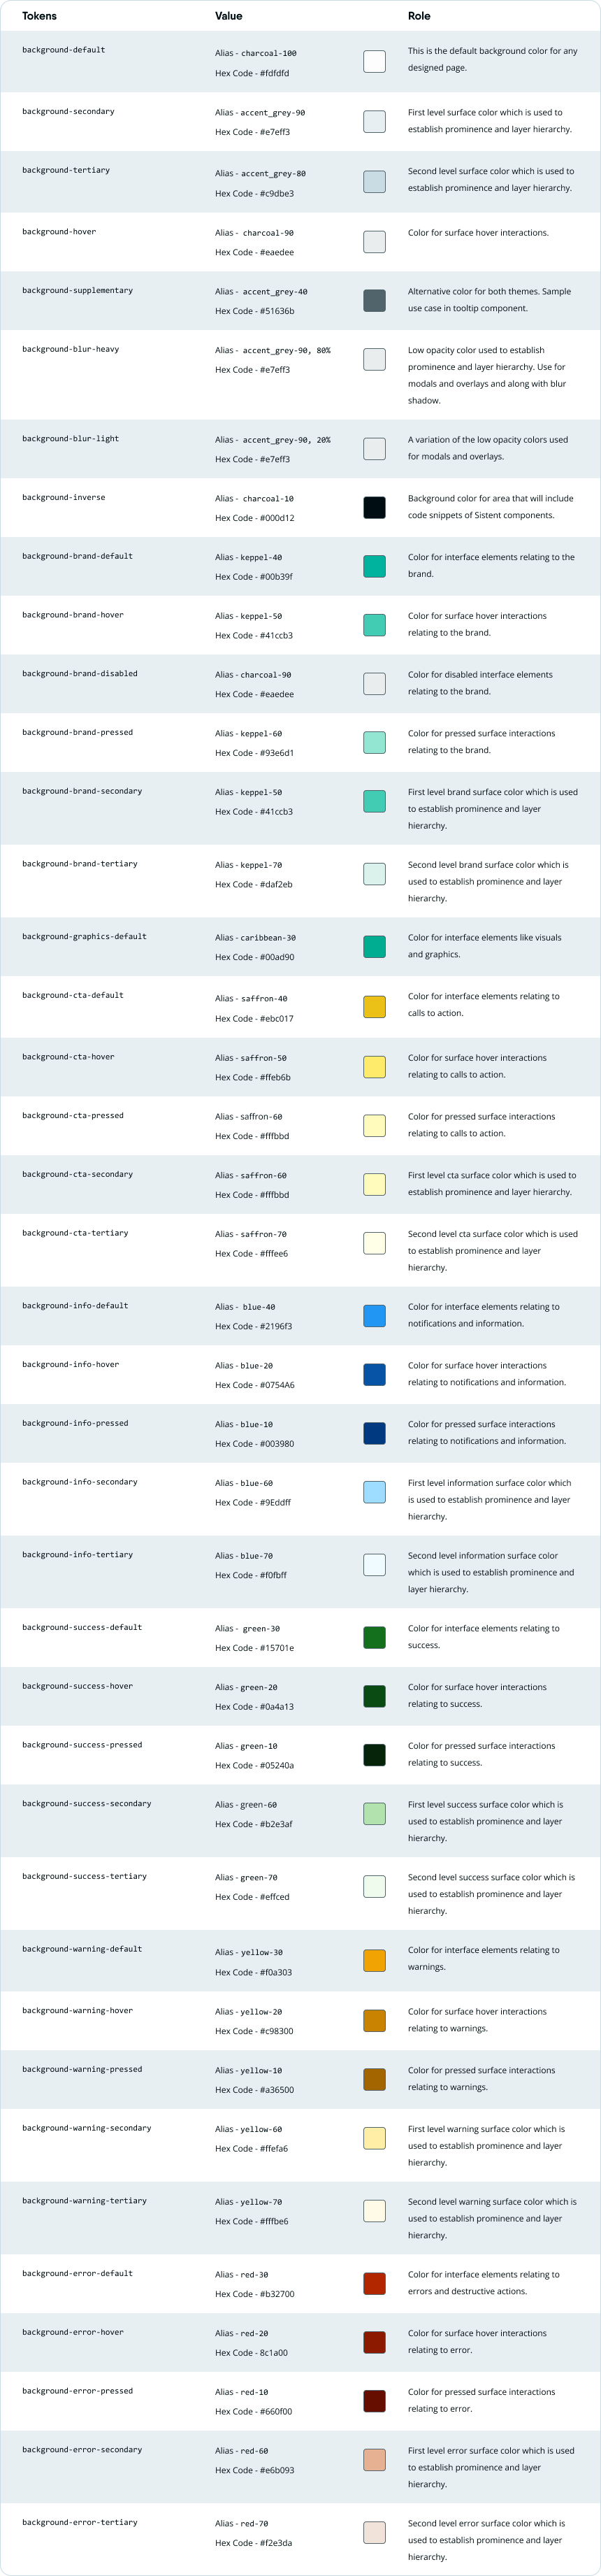 Tokens Value Role
background-default
Alias - charcoal-100
Hex Code - #fdfdfd
This is the default background color for any
designed page.
background-secondary
Alias - accent_grey-90
Hex Code - #e7eff3
First level surface color which is used to
establish prominence and layer hierarchy.
background-tertiary
Alias - accent_grey-80
Hex Code - #c9dbe3
Second level surface color which is used to
establish prominence and layer hierarchy.
background-hover
Alias - charcoal-90
Hex Code - #eaedee
Color for surface hover interactions.
background-supplementary
Alias - accent_grey-40
Hex Code - #51636b
Alternative color for both themes. Sample
use case in tooltip component.
background-blur-heavy
Alias - accent_grey-90, 80%
Hex Code - #e7eff3
Low opacity color used to establish
prominence and layer hierarchy. Use for
modals and overlays and along with blur
shadow.
background-blur-light
Alias - accent_grey-90, 20%
Hex Code - #e7eff3
A variation of the low opacity colors used
for modals and overlays.
background-inverse
Alias - charcoal-10
Hex Code - #000d12
Background color for area that will include
code snippets of Sistent components.
background-brand-default
Alias - keppel-40
Hex Code - #00b39f
Color for interface elements relating to the
brand.
background-brand-hover
Alias - keppel-50
Hex Code - #41ccb3
Color for surface hover interactions
relating to the brand.
background-brand-disabled
Alias - charcoal-90
Hex Code - #eaedee
Color for disabled interface elements
relating to the brand.
background-brand-pressed
Alias - keppel-60
Hex Code - #93e6d1
Color for pressed surface interactions
relating to the brand.
background-brand-secondary
Alias - keppel-50
Hex Code - #41ccb3
First level brand surface color which is used
to establish prominence and layer
hierarchy.
background-brand-tertiary
Alias - keppel-70
Hex Code - #daf2eb
Second level brand surface color which is
used to establish prominence and layer
hierarchy.
background-graphics-default
Alias - caribbean-30
Hex Code - #00ad90
Color for interface elements like visuals
and graphics.
background-cta-default
Alias - saffron-40
Hex Code - #ebc017
Color for interface elements relating to
calls to action.
background-cta-hover
Alias - saffron-50
Hex Code - #ffeb6b
Color for surface hover interactions
relating to calls to action.
background-cta-pressed
Alias - saffron-60
Hex Code - #fffbbd
Color for pressed surface interactions
relating to calls to action.
background-cta-secondary
Alias - saffron-60
Hex Code - #fffbbd
First level cta surface color which is used to
establish prominence and layer hierarchy.
background-cta-tertiary
Alias - saffron-70
Hex Code - #fffee6
Second level cta surface color which is used
to establish prominence and layer
hierarchy.
background-info-default
Alias - blue-40
Hex Code - #2196f3
Color for interface elements relating to
notifications and information.
background-info-hover
Alias - blue-20
Hex Code - #0754A6
Color for surface hover interactions
relating to notifications and information.
background-info-pressed
Alias - blue-10
Hex Code - #003980
Color for pressed surface interactions
relating to notifications and information.
background-info-secondary
Alias - blue-60
Hex Code - #9Eddff
First level information surface color which
is used to establish prominence and layer
hierarchy.
background-info-tertiary
Alias - blue-70
Hex Code - #f0fbff
Second level information surface color
which is used to establish prominence and
layer hierarchy.
background-success-default
Alias - green-30
Hex Code - #15701e
Color for interface elements relating to
success.
background-success-hover
Alias - green-20
Hex Code - #0a4a13
Color for surface hover interactions
relating to success.
background-success-pressed
Alias - green-10
Hex Code - #05240a
Color for pressed surface interactions
relating to success.
background-success-secondary
Alias - green-60
Hex Code - #b2e3af
First level success surface color which is
used to establish prominence and layer
hierarchy.
background-success-tertiary
Alias - green-70
Hex Code - #effced
Second level success surface color which is
used to establish prominence and layer
hierarchy.
background-warning-default
Alias - yellow-30
Hex Code - #f0a303
Color for interface elements relating to
warnings.
background-warning-hover
Alias - yellow-20
Hex Code - #c98300
Color for surface hover interactions
relating to warnings.
background-warning-pressed
Alias - yellow-10
Hex Code - #a36500
Color for pressed surface interactions
relating to warnings.
background-warning-secondary
Alias - yellow-60
Hex Code - #ffefa6
First level warning surface color which is
used to establish prominence and layer
hierarchy.
background-warning-tertiary
Alias - yellow-70
Hex Code - #fffbe6
Second level warning surface color which is
used to establish prominence and layer
hierarchy.
background-error-default
Alias - red-30
Hex Code - #b32700
Color for interface elements relating to
errors and destructive actions.
background-error-hover
Alias - red-20
Hex Code - 8c1a00
Color for surface hover interactions
relating to error.
background-error-pressed
Alias - red-10
Hex Code - #660f00
Color for pressed surface interactions
relating to error.
background-error-secondary
Alias - red-60
Hex Code - #e6b093
First level error surface color which is used
to establish prominence and layer
hierarchy.
background-error-tertiary
Alias - red-70
Hex Code - #f2e3da
Second level error surface color which is
used to establish prominence and layer
hierarchy.